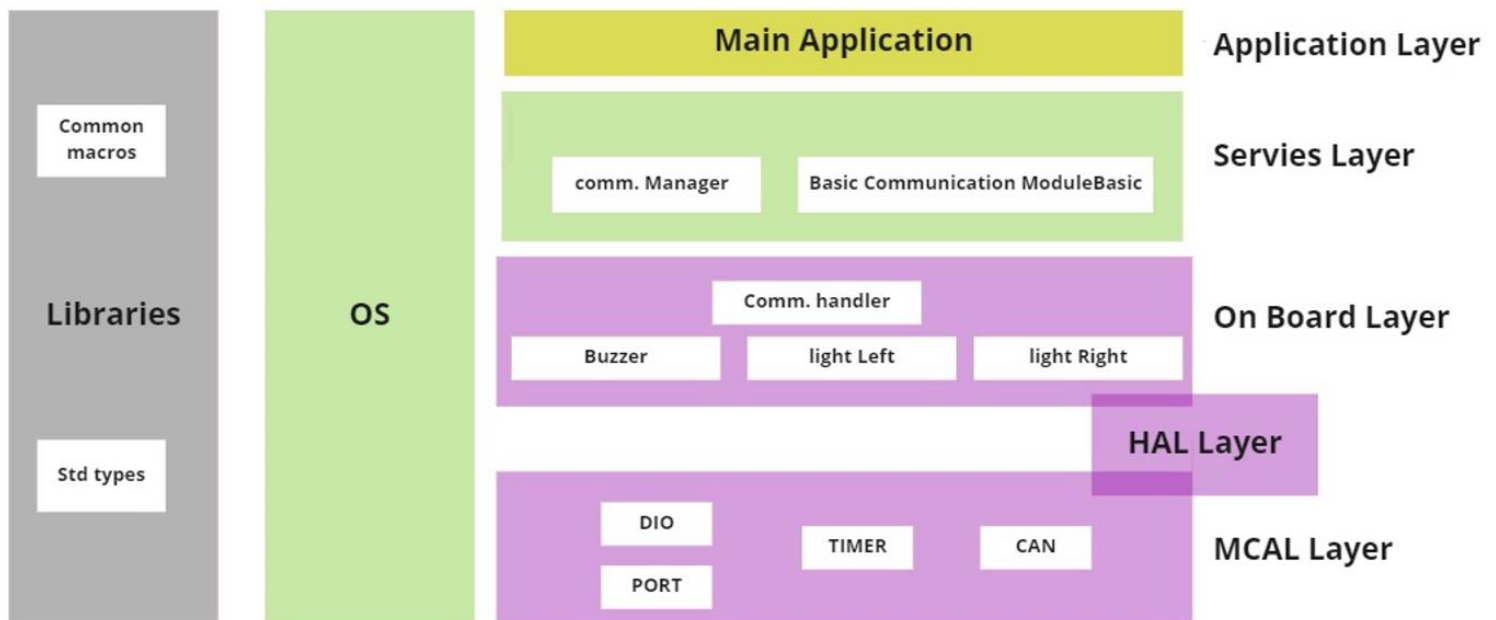 Main Application
Application Layer
Common
macros
Servies Layer
comm. Manager
Basic Communication ModuleBasic
Libraries
OS
Comm. handler
On Board Layer
Buzzer
light Left
light Right
HAL Layer
Std types
DIO
TIMER
CAN
MCAL Layer
PORT